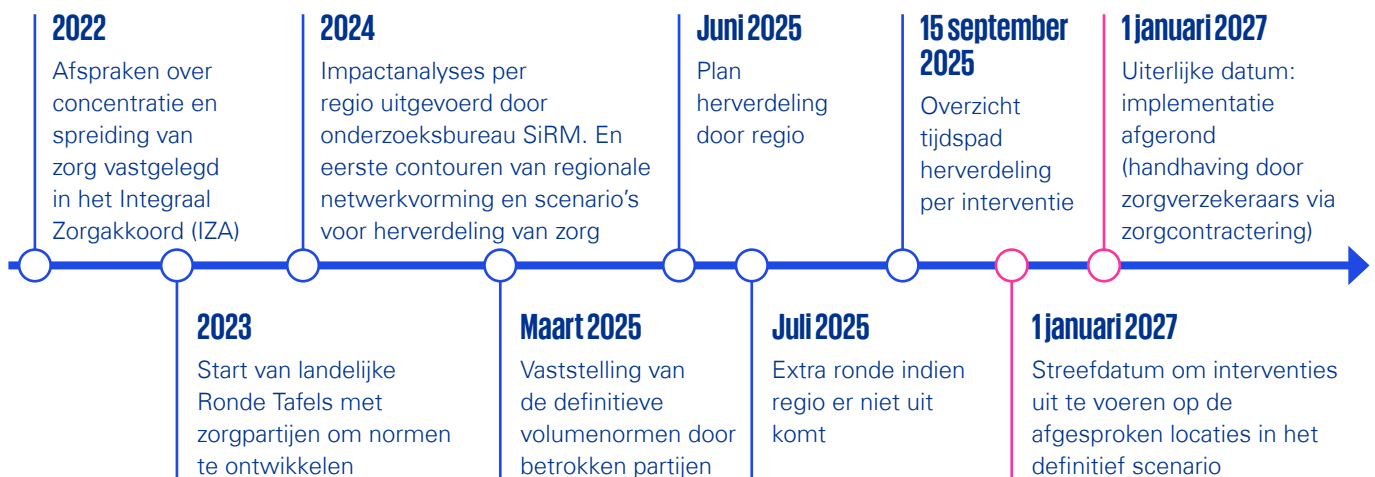 2022
Afspraken over
concentratie en
spreiding van
zorg vastgelegd
in het Integraal
Zorgakkoord (IZA)
2023
Start van landelijke
Ronde Tafels met
zorgpartijen om normen
te ontwikkelen
2024
Impactanalyses per
regio uitgevoerd door
onderzoeksbureau SiRM. En
eerste contouren van regionale
netwerkvorming en scenario's
voor herverdeling van zorg
Maart 2025
Vaststelling van
de definitieve
volumenormen door
betrokken partijen
Juni 2025
Plan
herverdeling
door regio
Juli 2025
Extra ronde indien
regio er niet uit
komt
15 september
2025
Overzicht
tijdspad
herverdeling
per interventie
1 januari 2027
Streefdatum om interventies
uit te voeren op de
afgesproken locaties in het
definitief scenario
1 januari 2027
Uiterlijke datum:
implementatie
afgerond
(handhaving door
zorgverzekeraars via
zorgcontractering)